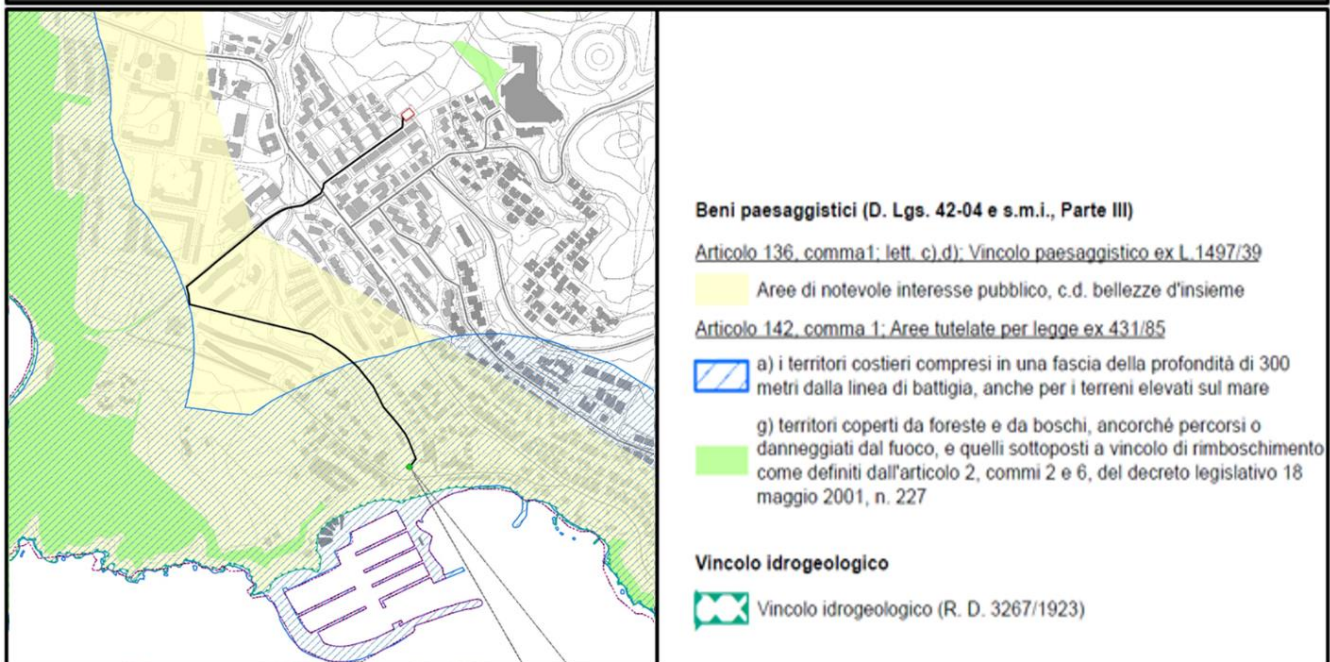 Beni paesaggistici (D. Lgs. 42-04 e s.m.i., Parte III)
Articolo 136, comma1; lett. c),d); Vincolo paesaggistico ex L.1497/39
Aree di notevole interesse pubblico, c.d. bellezze d'insieme
Articolo 142, comma 1; Aree tutelate per legge ex 431/85
a) i territori costieri compresi in una fascia della profondità di 300
metri dalla linea di battigia, anche per i terreni elevati sul mare
g) territori coperti da foreste e da boschi, ancorché percorsi o
danneggiati dal fuoco, e quelli sottoposti a vincolo di rimboschimento
come definiti dall'articolo 2, commi 2 e 6, del decreto legislativo 18
maggio 2001, n. 227
Vincolo idrogeologico
Vincolo idrogeologico (R. D. 3267/1923)